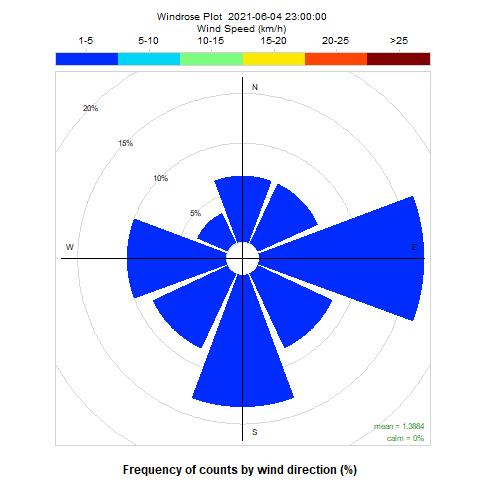 Windrose Plot 2021-06-04 23:00:00
Wind Speed (km/h)
1-5 5-10 10-15 15-20 20-25 >25
N
20%
15%
10%
5%
W
E
S
mean = 1.3884
calm = 0%
Frequency of counts by wind direction (%)